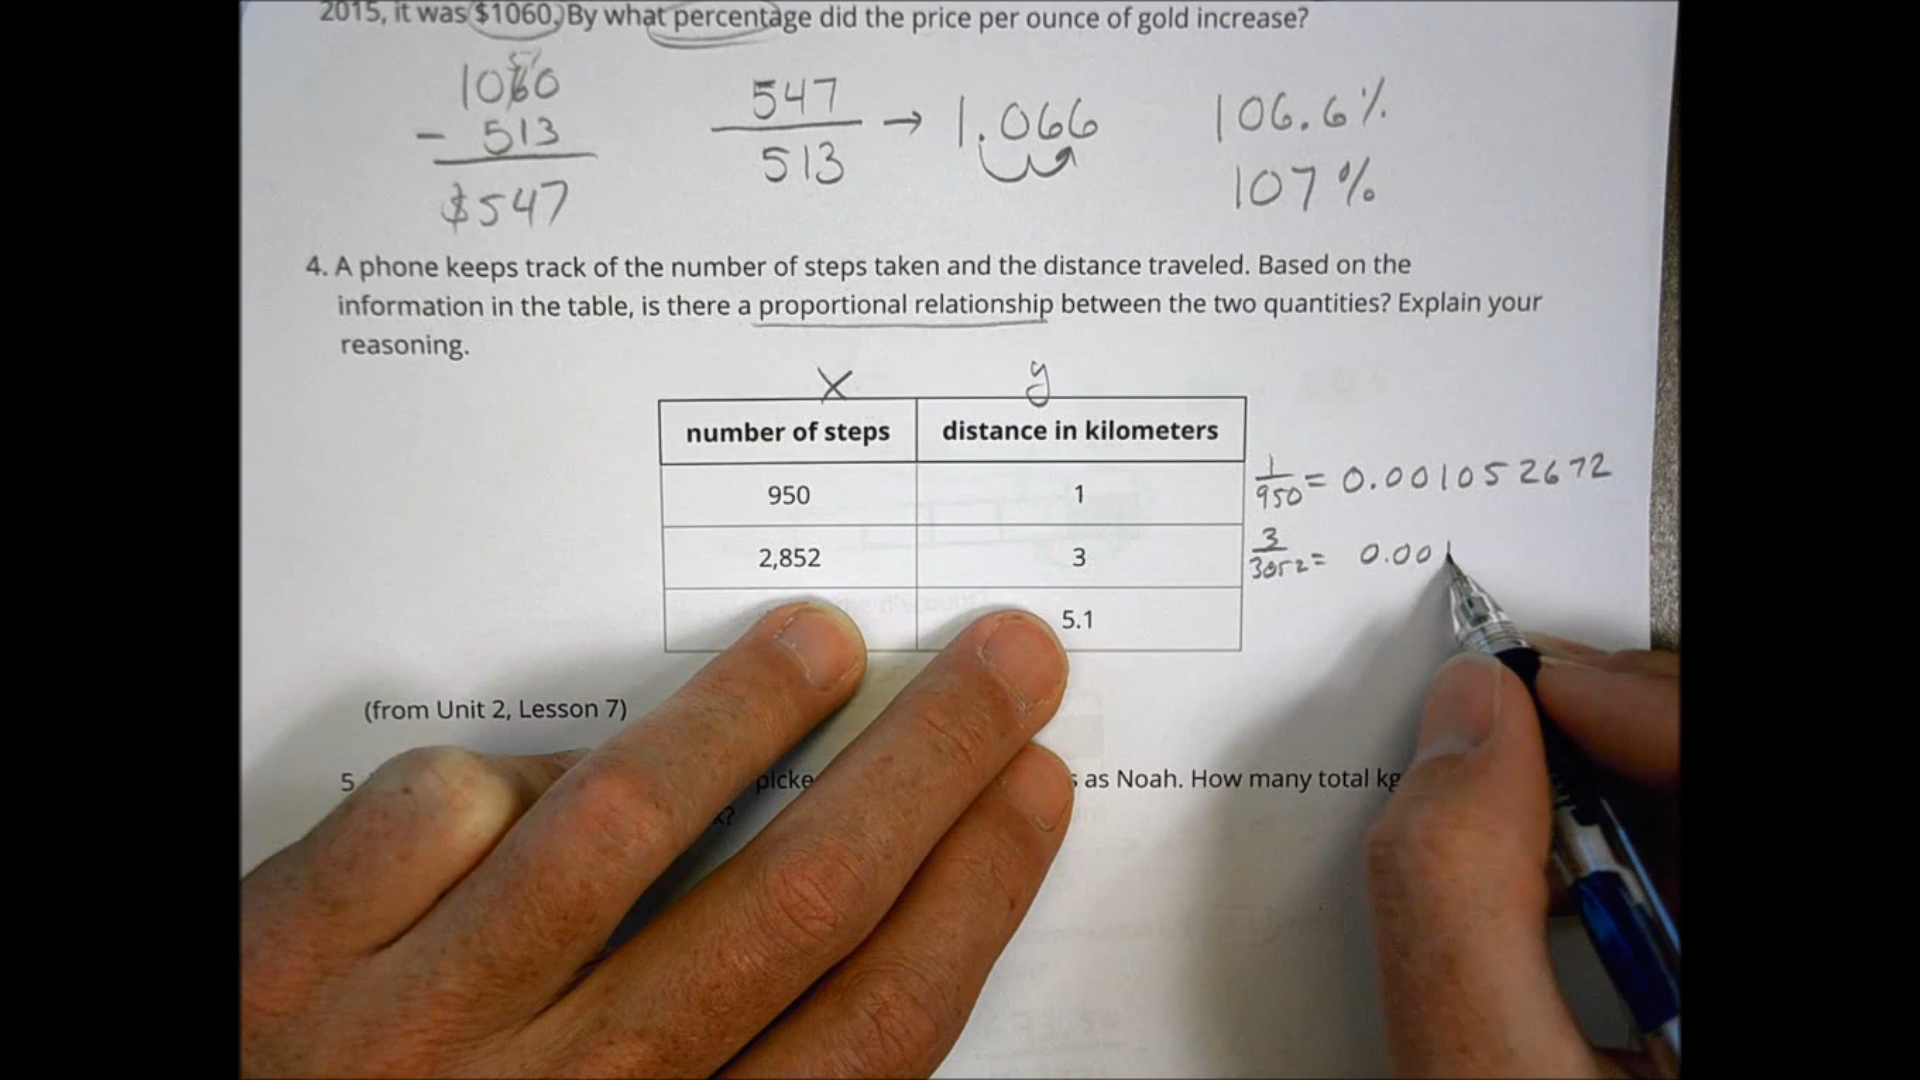 2015, it was $1060. By what percentage did the price per ounce of gold increase?
1060
- 513
$547
547
513
→ 1.066
106.6%
107%
4. A phone keeps track of the number of steps taken and the distance traveled. Based on the
information in the table, is there a proportional relationship between the two quantities? Explain your
reasoning.
x y
number of steps distance in kilometers
950 1
1/950 = 0.001052672
2,852 3
3/3052 = 0.001
5.1
(from Unit 2, Lesson 7)
5
as Noah. How many total kg